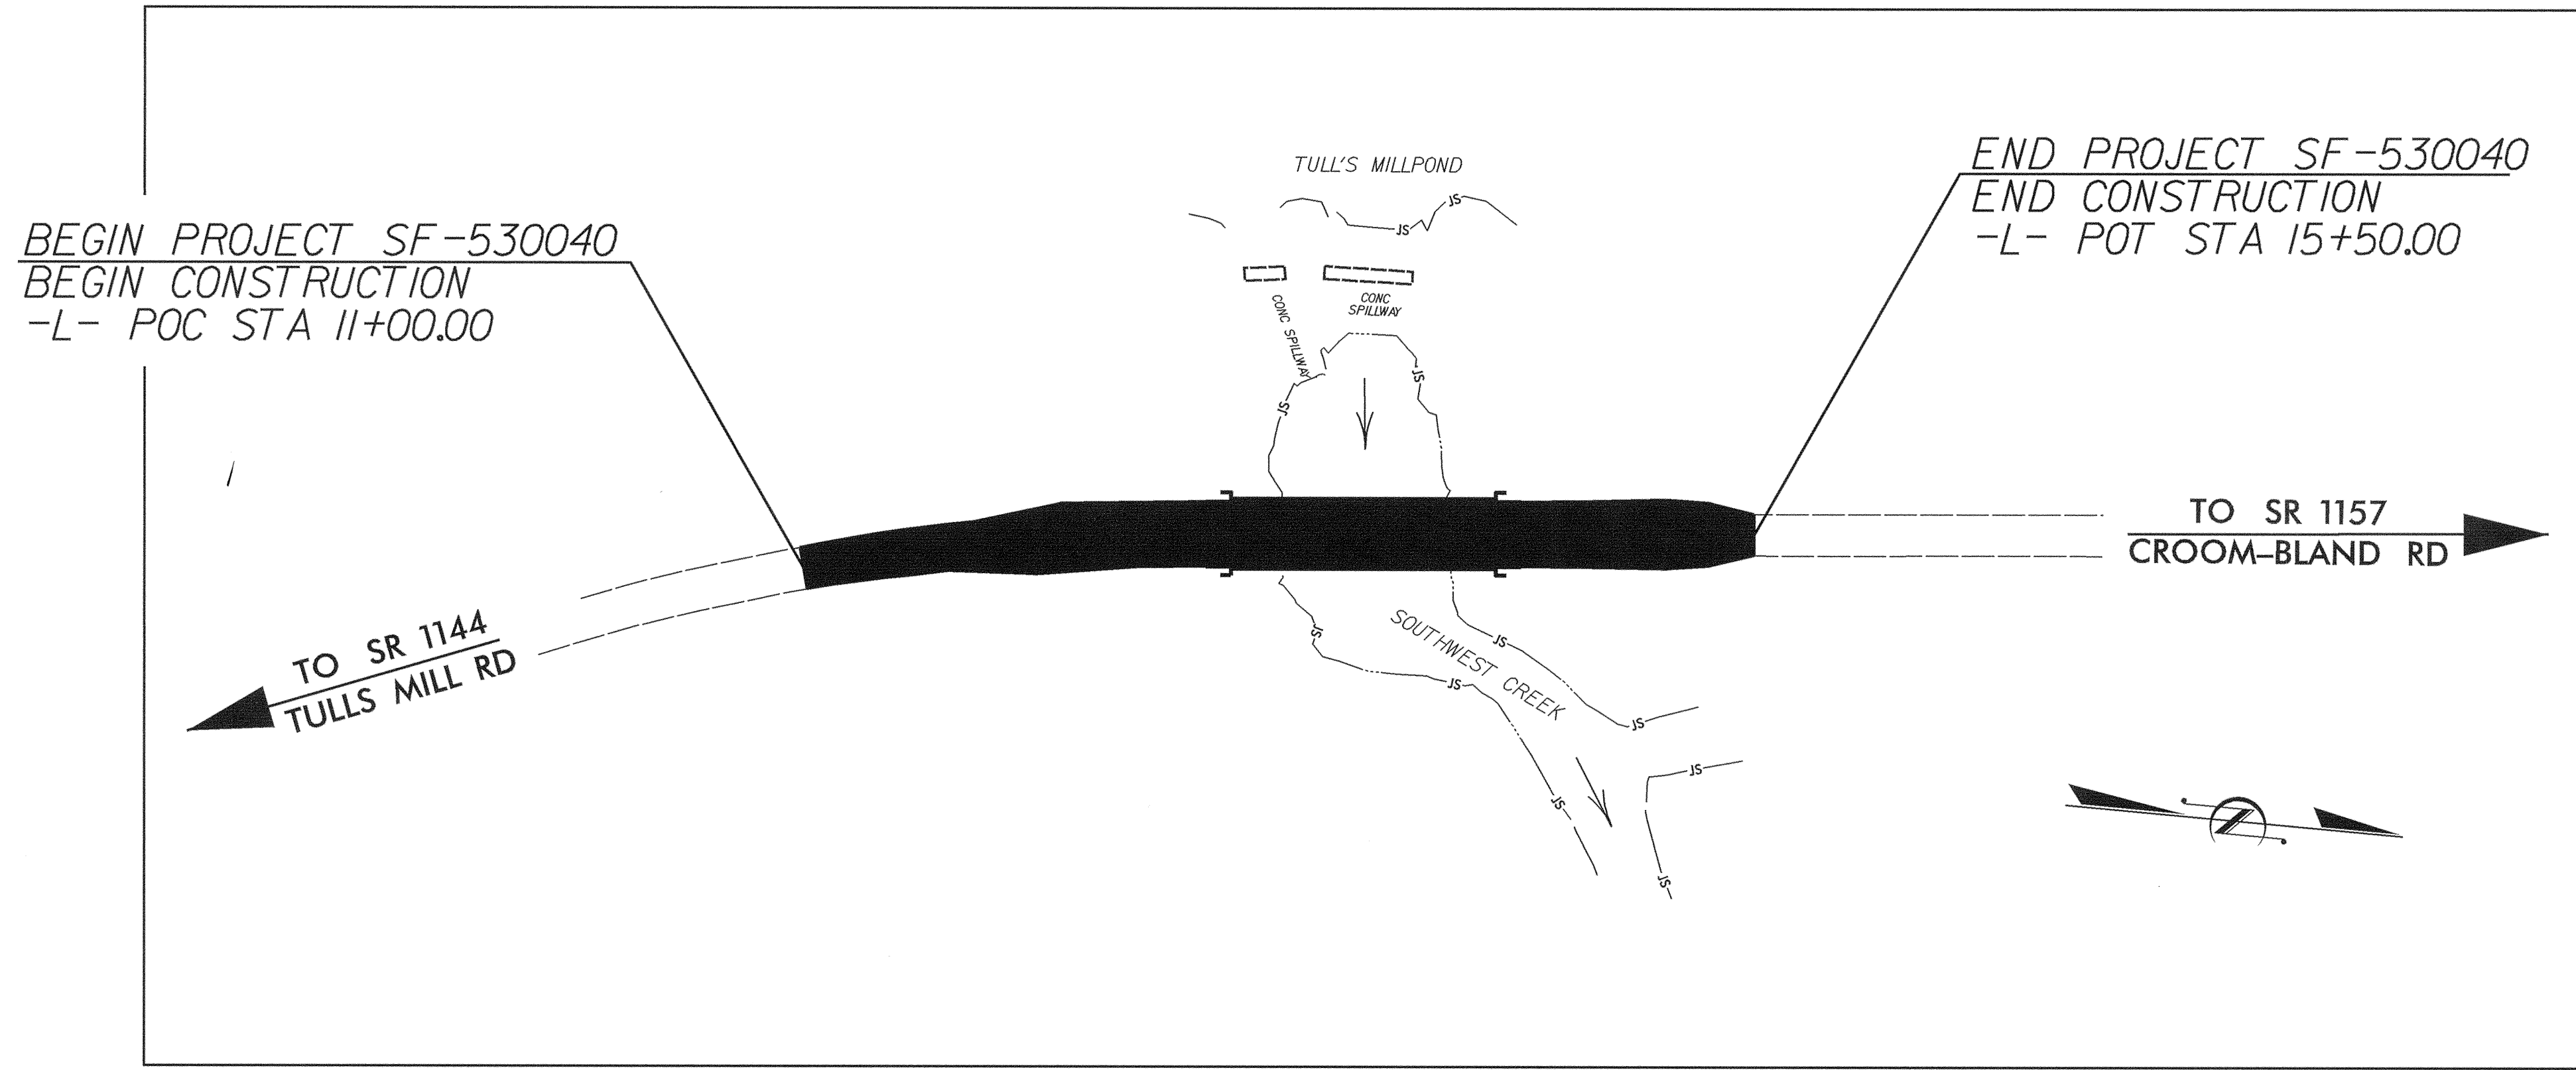 TULL'S MILLPOND
END PROJECT SF-530040
END CONSTRUCTION
-L- POT STA 15+50.00
BEGIN PROJECT SF-530040
BEGIN CONSTRUCTION
-L- POC STA 11+00.00
JS
JS
CONC
SPILLWAY
CONC SPILLWAY
JS
JS
TO SR 1157
CROOM-BLAND RD
TO SR 1144
TULLS MILL RD
JS
JS
SOUTHWEST CREEK
JS
JS
JS
JS
JS
Z